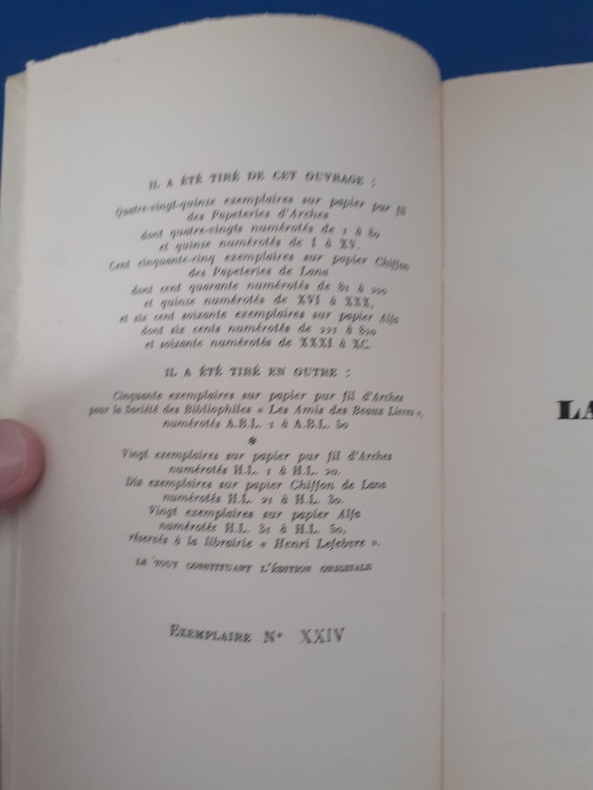 IL A ÉTÉ TIRÉ DE CET OUVRAGE :
Quatre-vingt-quinze exemplaires sur papier pur fil
des Papeteries d'Arches
dont quatre-vingts numérotés de 1 à 80
et quinze numérotés de I à XV,
Cent cinquante-cinq exemplaires sur papier Chiffon
des Papeteries de Lana
dont cent quarante numérotés de 81 à 220
et quinze numérotés de XVI à XXX,
et six cent soixante exemplaires sur papier Alfa
dont six cents numérotés de 221 à 820
et soixante numérotés de XXXI à XC.
IL A ÉTÉ TIRÉ EN OUTRE :
Cinquante exemplaires sur papier pur fil d'Arches
pour la Société des Bibliophiles « Les Amis des Beaux Livres »,
numérotés A.B.L. 1 à A.B.L. 50
*
Vingt exemplaires sur papier pur fil d'Arches
numérotés H.L. 1 à H.L. 20.
Dix exemplaires sur papier Chiffon de Lana
numérotés H.L. 21 à H.L. 30.
Vingt exemplaires sur papier Alfa
numérotés H.L. 31 à H.L. 50,
réservés à la librairie « Henri Lefebvre ».
LE TOUT CONSTITUANT L'ÉDITION ORIGINALE
EXEMPLAIRE N° XXIV
LA